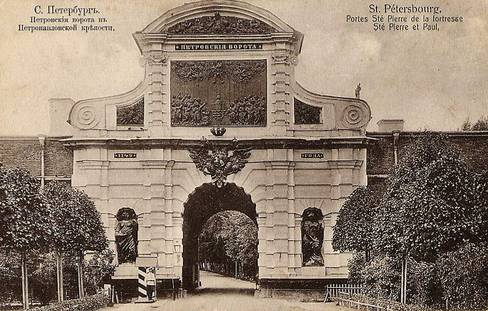 С. Петербургъ.
Петровскія ворота въ
Петропавловской крѣпости,
St. Pétersbourg,
Portes Sté Pierre de la fortresse
Sté Pierre et Paul,
ПЕТРОВСКІЯ ВОРОТА